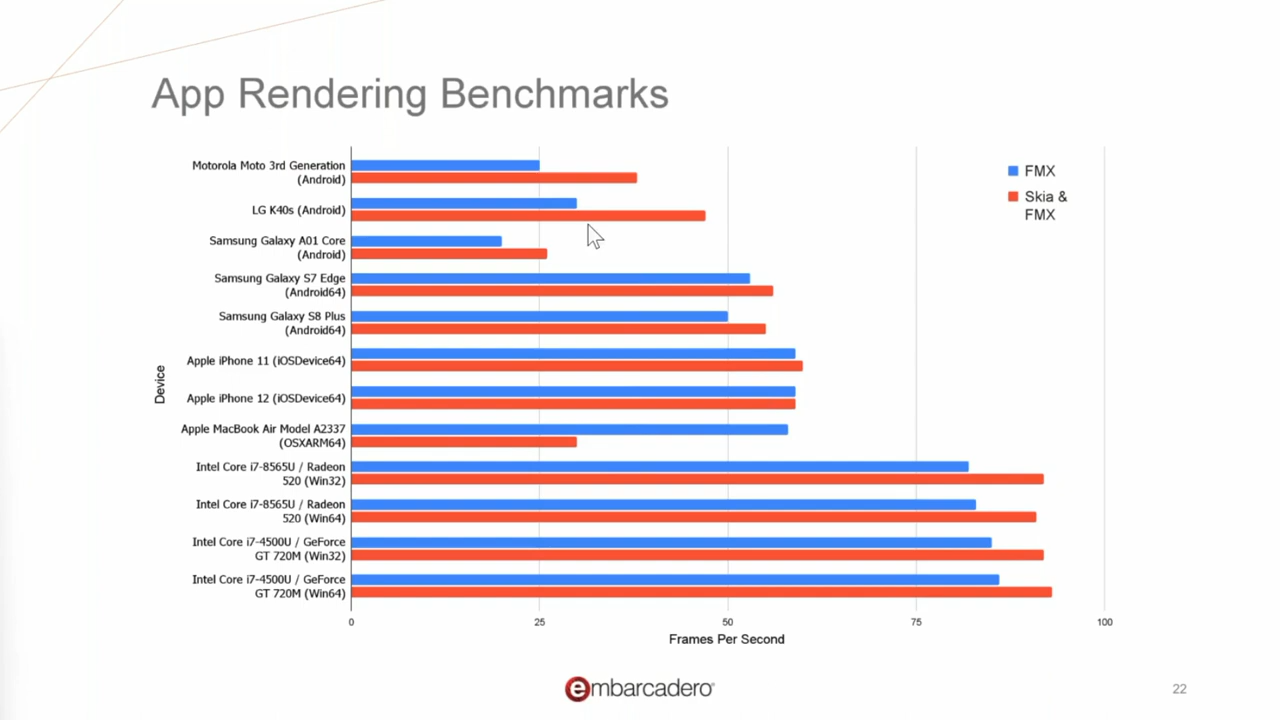 App Rendering Benchmarks
Motorola Moto 3rd Generation
(Android)
LG K40s (Android)
Samsung Galaxy A01 Core
(Android)
Samsung Galaxy S7 Edge
(Android64)
Samsung Galaxy S8 Plus
(Android64)
Apple iPhone 11 (iOSDevice64)
Apple iPhone 12 (iOSDevice64)
Apple MacBook Air Model A2337
(OSXARM64)
Intel Core i7-8565U / Radeon
520 (Win32)
Intel Core i7-8565U / Radeon
520 (Win64)
Intel Core i7-4500U / GeForce
GT 720M (Win32)
Intel Core i7-4500U / GeForce
GT 720M (Win64)
Device
FMX
Skia &
FMX
0 25 50 75 100
Frames Per Second
embarcadero®
22